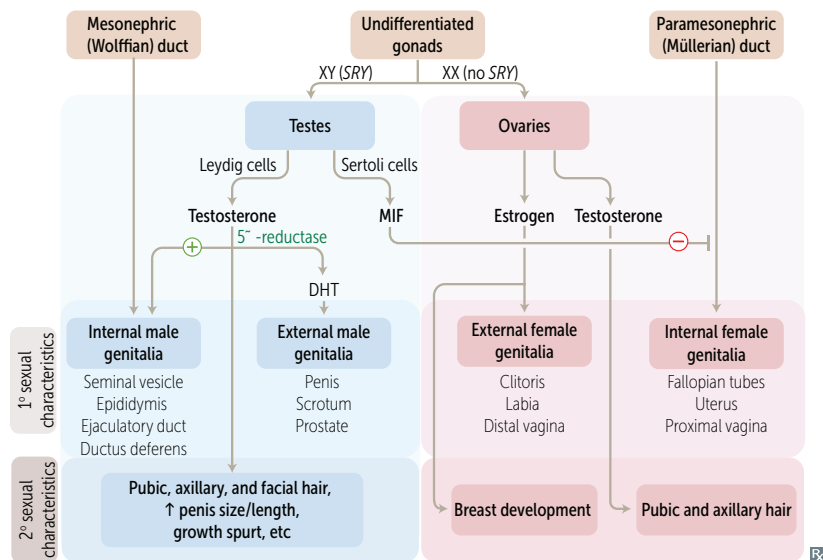 Mesonephric
(Wolffian) duct
Undifferentiated
gonads
Paramesonephric
(Müllerian) duct
XY (SRY)
XX (no SRY)
Testes
Ovaries
Leydig cells
Sertoli cells
Testosterone
MIF
Estrogen
Testosterone
5˜ -reductase
+
−
DHT
1° sexual
characteristics
Internal male
genitalia
Seminal vesicle
Epididymis
Ejaculatory duct
Ductus deferens
External male
genitalia
Penis
Scrotum
Prostate
External female
genitalia
Clitoris
Labia
Distal vagina
Internal female
genitalia
Fallopian tubes
Uterus
Proximal vagina
2° sexual
characteristics
Pubic, axillary, and facial hair,
↑ penis size/length,
growth spurt, etc
Breast development
Pubic and axillary hair
Rx